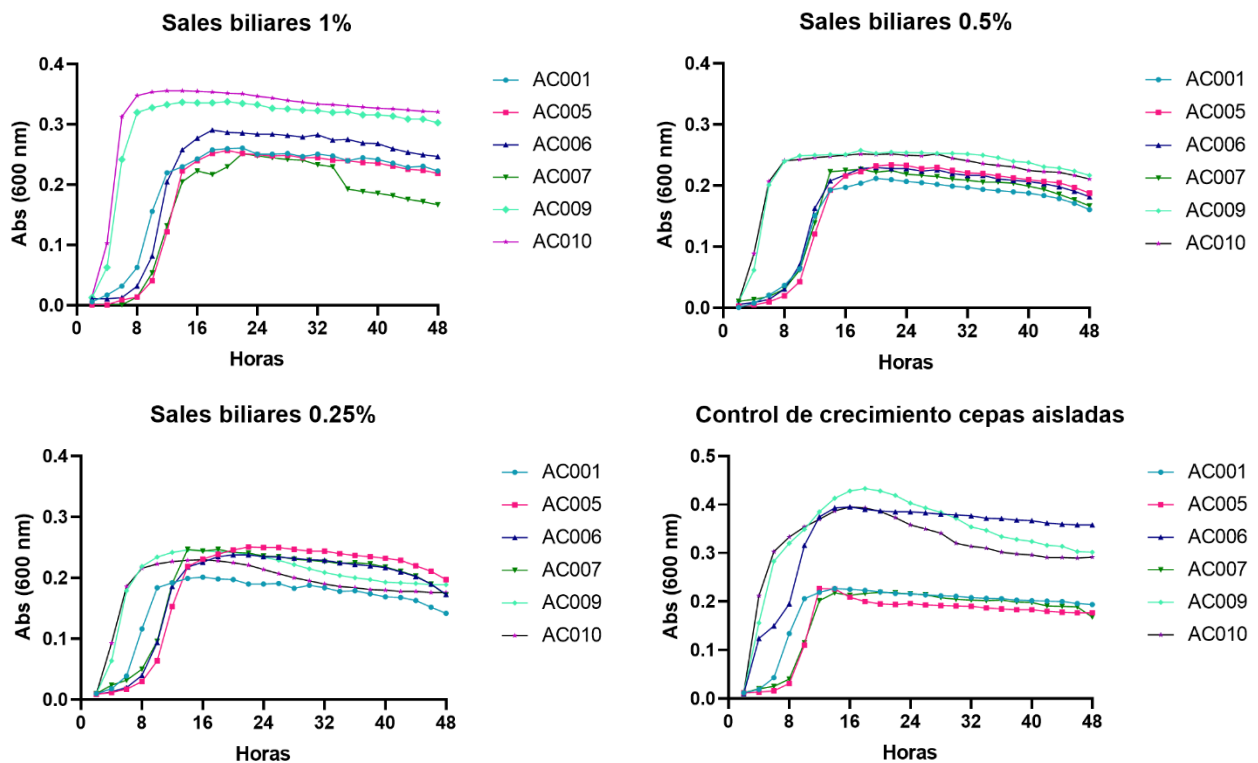 Sales biliares 1%
Abs (600 nm)
0.4
0.3
0.2
0.1
0.0
0 8 16 24 32 40 48
Horas
AC001
AC005
AC006
AC007
AC009
AC010
Sales biliares 0.5%
Abs (600 nm)
0.4
0.3
0.2
0.1
0.0
0 8 16 24 32 40 48
Horas
AC001
AC005
AC006
AC007
AC009
AC010
Sales biliares 0.25%
Abs (600 nm)
0.4
0.3
0.2
0.1
0.0
0 8 16 24 32 40 48
Horas
AC001
AC005
AC006
AC007
AC009
AC010
Control de crecimiento cepas aisladas
Abs (600 nm)
0.5
0.4
0.3
0.2
0.1
0.0
0 8 16 24 32 40 48
Horas
AC001
AC005
AC006
AC007
AC009
AC010